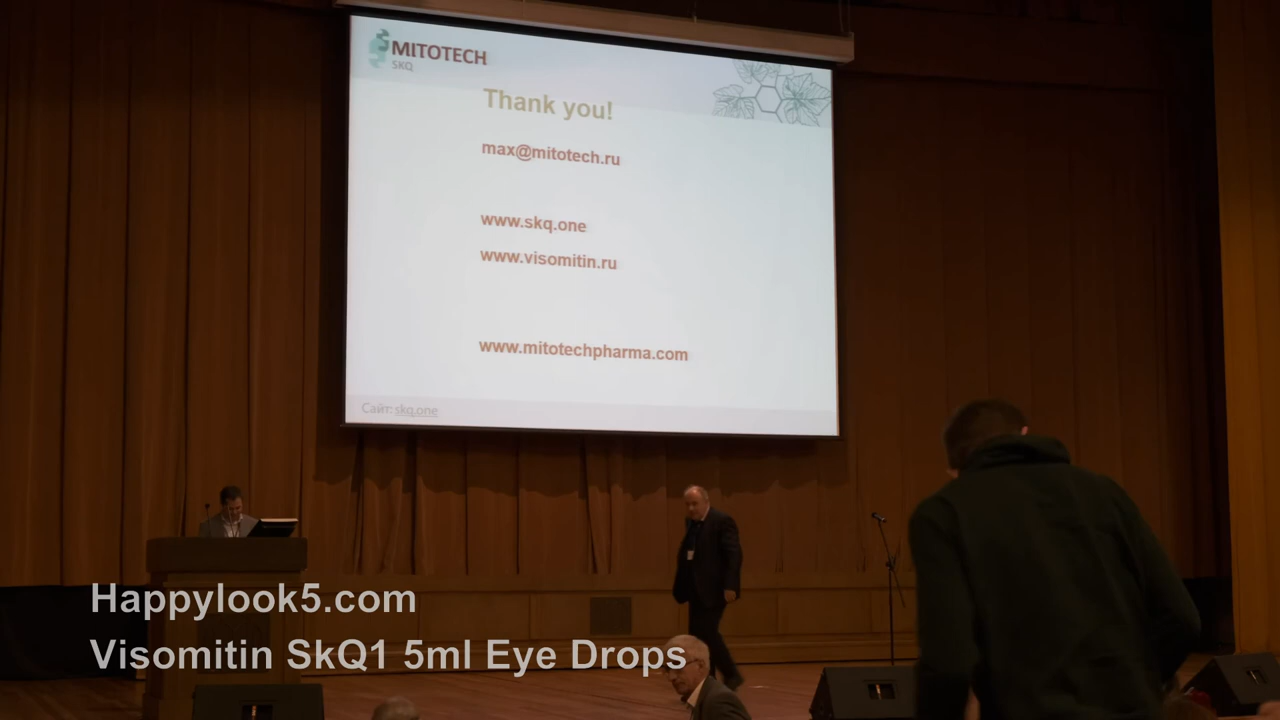 MITOTECH
SKQ
Thank you!
max@mitotech.ru
www.skq.one
www.visomitin.ru
www.mitotechpharma.com
Сайт: skq.one
Happylook5.com
Visomitin SkQ1 5ml Eye Drops